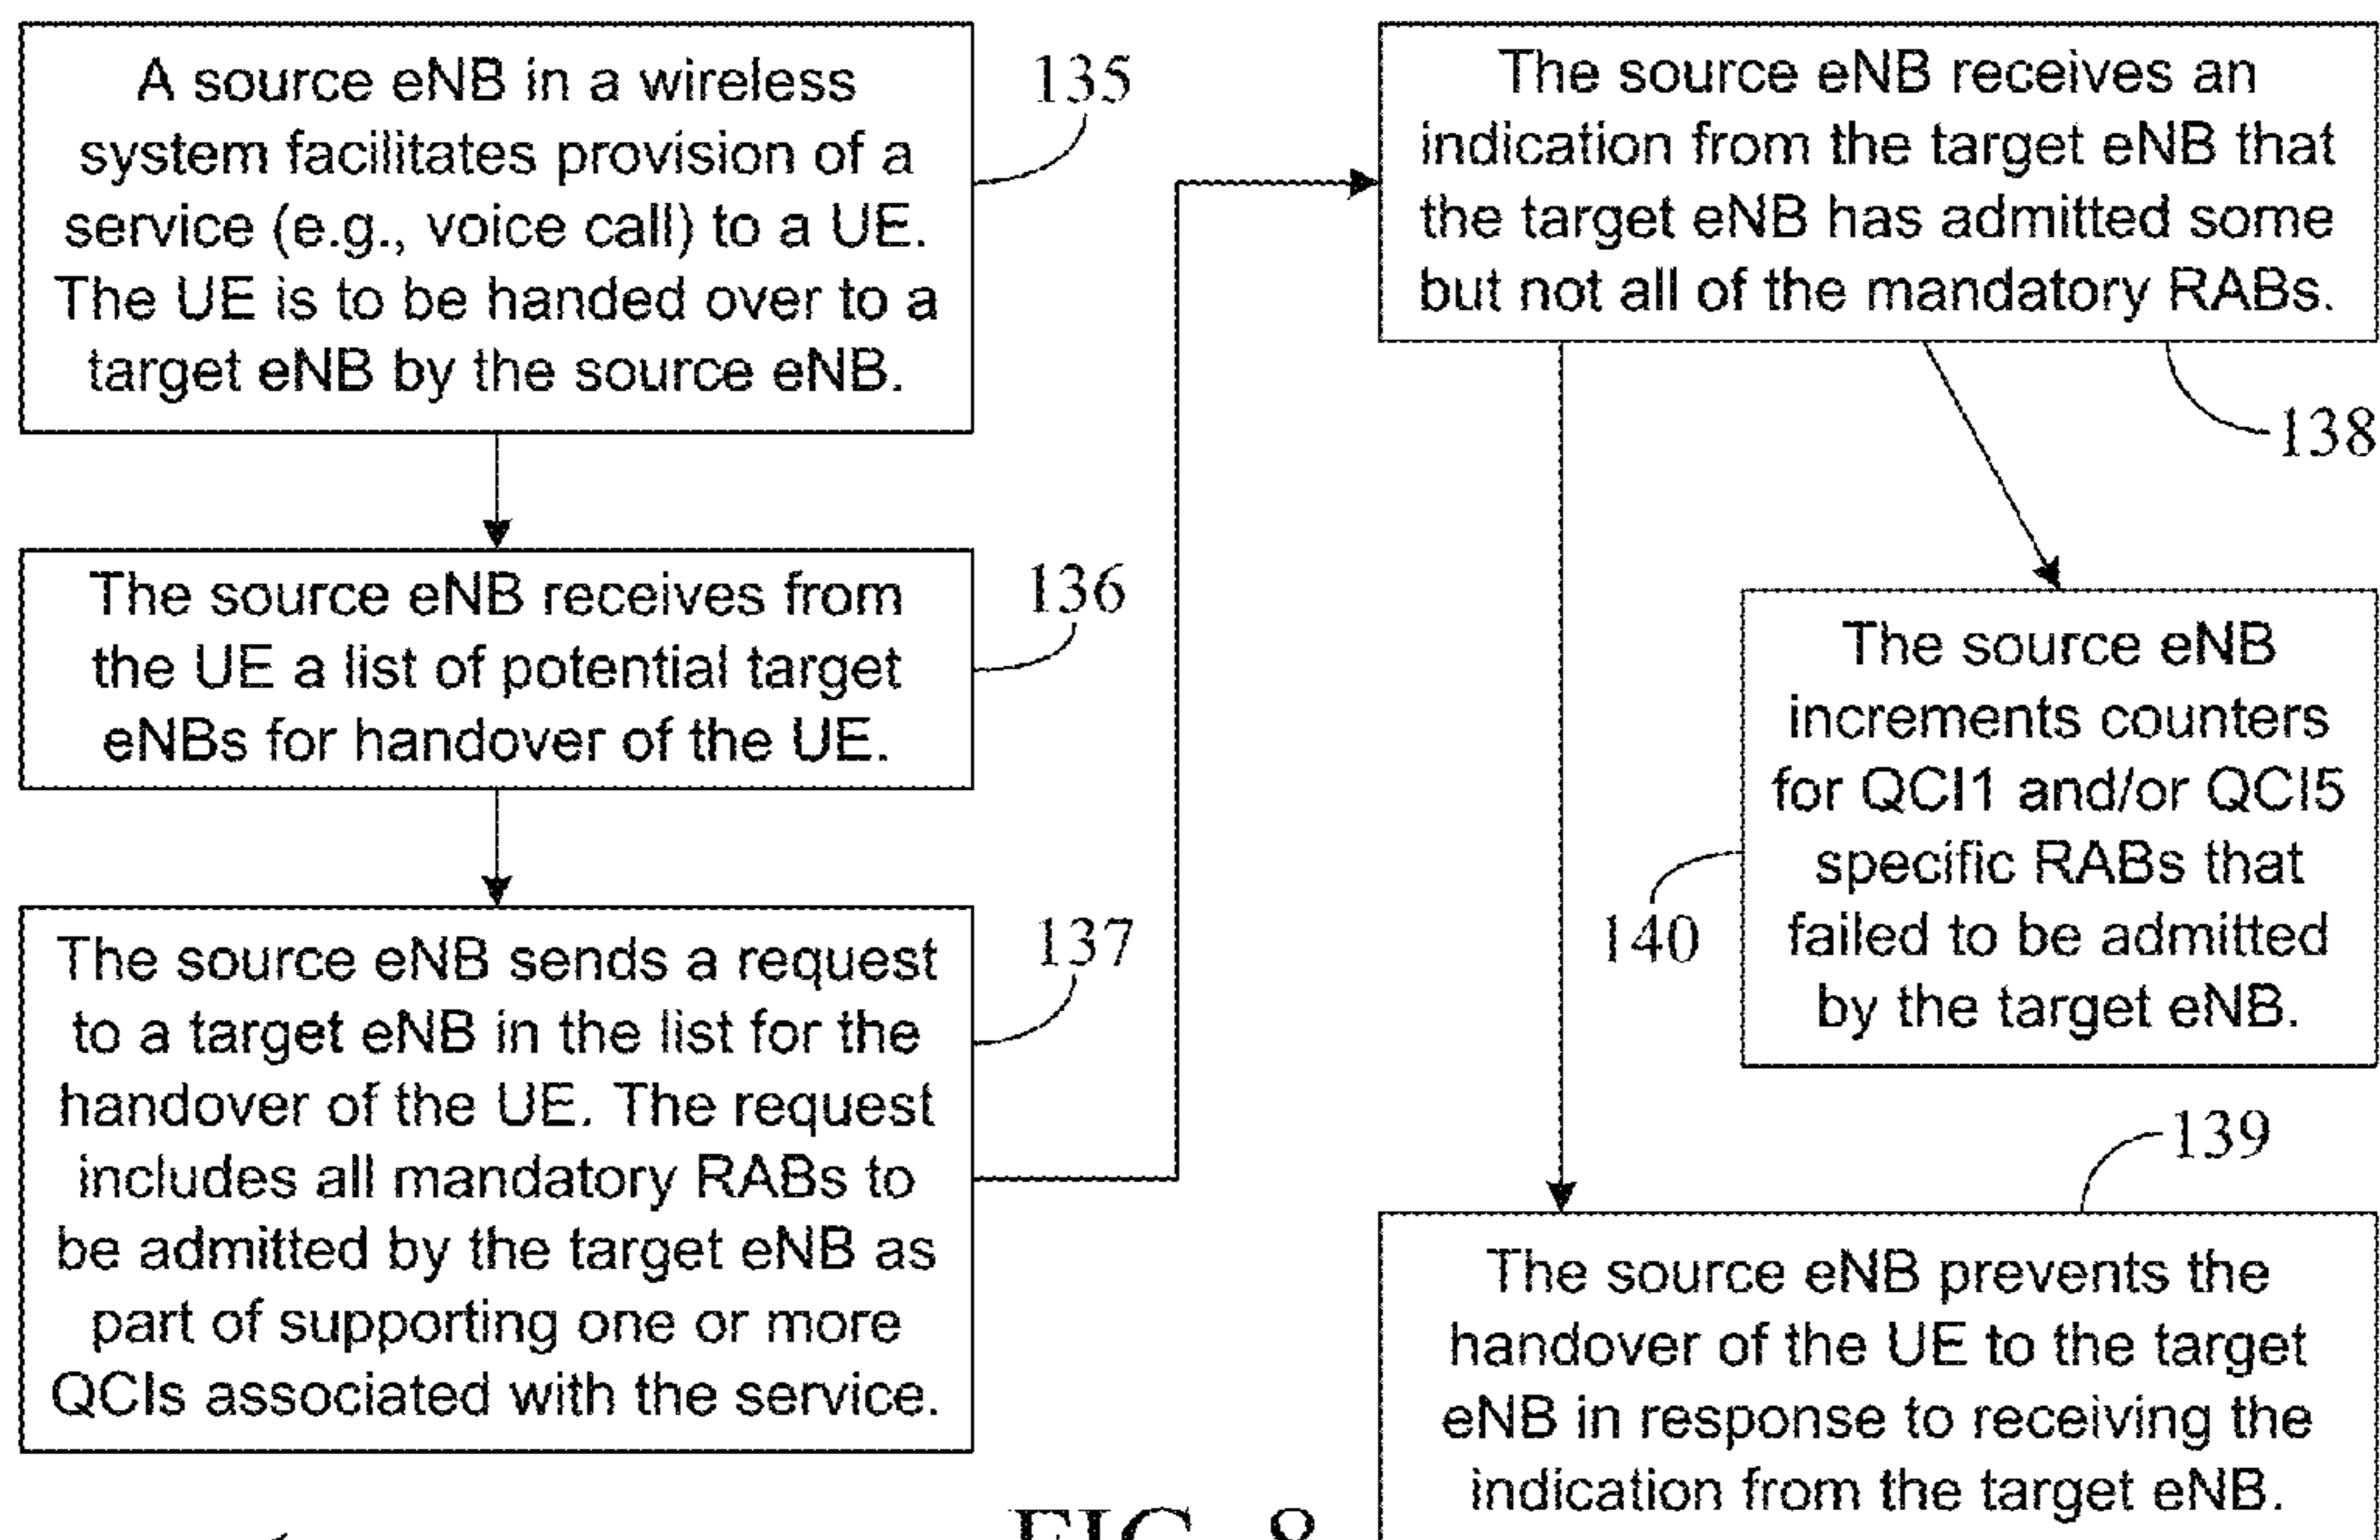 A source eNB in a wireless
system facilitates provision of a
service (e.g., voice call) to a UE.
The UE is to be handed over to a
target eNB by the source eNB.
135
The source eNB receives from
the UE a list of potential target
eNBs for handover of the UE.
136
The source eNB sends a request
to a target eNB in the list for the
handover of the UE. The request
includes all mandatory RABs to
be admitted by the target eNB as
part of supporting one or more
QCIs associated with the service.
137
The source eNB receives an
indication from the target eNB that
the target eNB has admitted some
but not all of the mandatory RABs.
138
The source eNB
increments counters
for QCI1 and/or QCI5
specific RABs that
failed to be admitted
by the target eNB.
140
139
The source eNB prevents the
handover of the UE to the target
eNB in response to receiving the
indication from the target eNB.
FIG. 8